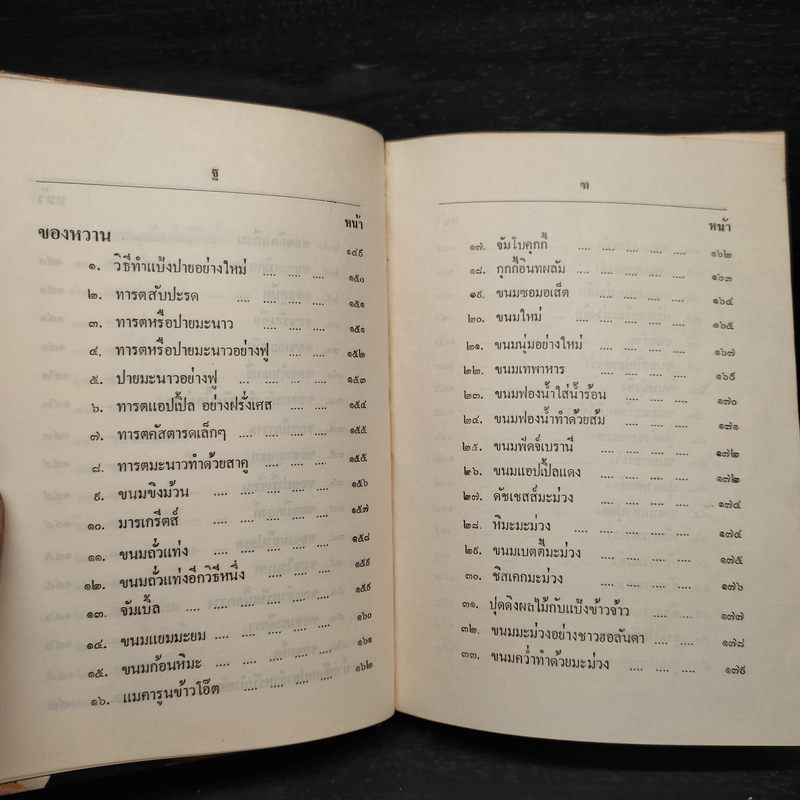 ฐ
หน้า
ของหวาน ๑๔๙
๑. วิธีทำแป้งปายอย่างใหม่ .... .... .... ๑๕๐
๒. ทารตสับปะรด .... .... .... .... ๑๕๑
๓. ทารตหรือปายมะนาว .... .... .... ๑๕๑
๔. ทารตหรือปายมะนาวอย่างฟู .... .... ๑๕๒
๕. ปายมะนาวอย่างฟู ... .... .... .... ๑๕๓
๖. ทารตแอปเปิ้ล อย่างฝรั่งเศส .... .... ๑๕๔
๗. ทารตคัสตารดเล็กๆ .... .... .... ๑๕๕
๘. ทารตมะนาวทำด้วยสาคู .... .... .... ๑๕๕
๙. ขนมขิงม้วน .... .... .... .... ๑๕๖
๑๐. มารเกรีตส์ .... .... .... .... ๑๕๗
๑๑. ขนมถั่วแท่ง .... .... .... .... ๑๕๘
๑๒. ขนมถั่วแท่งอีกวิธีหนึ่ง .... .... .... ๑๕๙
๑๓. จัมเบิ้ล .... .... .... .... .... ๑๕๙
๑๔. ขนมแยมมะยม .... .... .... .... ๑๖๐
๑๕. ขนมก้อนหิมะ .... .... .... .... ๑๖๑
๑๖. แมคารูนข้าวโอ๊ต .... .... .... .... ๑๖๒
ฑ
หน้า
๑๗. จัมโบคุกกี้ .... .... .... .... .... ๑๖๒
๑๘. กุกกี้อินทผลัม .... .... .... .... ๑๖๓
๑๙. ขนมซอมอเส็ต .... .... .... .... ๑๖๔
๒๐. ขนมใหม่ .... .... .... .... .... ๑๖๕
๒๑. ขนมนุ่มอย่างใหม่ .... .... .... .... ๑๖๗
๒๒. ขนมเทพาหาร .... .... .... .... ๑๖๙
๒๓. ขนมฟองน้ำใส่น้ำร้อน .... .... .... ๑๗๐
๒๔. ขนมฟองน้ำทำด้วยส้ม .... .... .... ๑๗๑
๒๕. ขนมฟัดจ์เบรานี .... .... .... .... ๑๗๒
๒๖. ขนมแอปเปิ้ลแดง .... .... .... .... ๑๗๒
๒๗. ดัชเชสส์มะม่วง .... .... .... .... ๑๗๔
๒๘. หิมะมะม่วง .... .... .... .... ๑๗๔
๒๙. ขนมเบตตี้มะม่วง .... .... .... .... ๑๗๕
๓๐. ชีสเคกมะม่วง .... .... .... .... ๑๗๖
๓๑. ปุดดิงผลไม้กับแป้งข้าวจ้าว .... .... .... ๑๗๗
๓๒. ขนมมะม่วงอย่างชาวฮอลันดา .... .... ๑๗๘
๓๓. ขนมคว่ำทำด้วยมะม่วง .... .... .... ๑๗๙